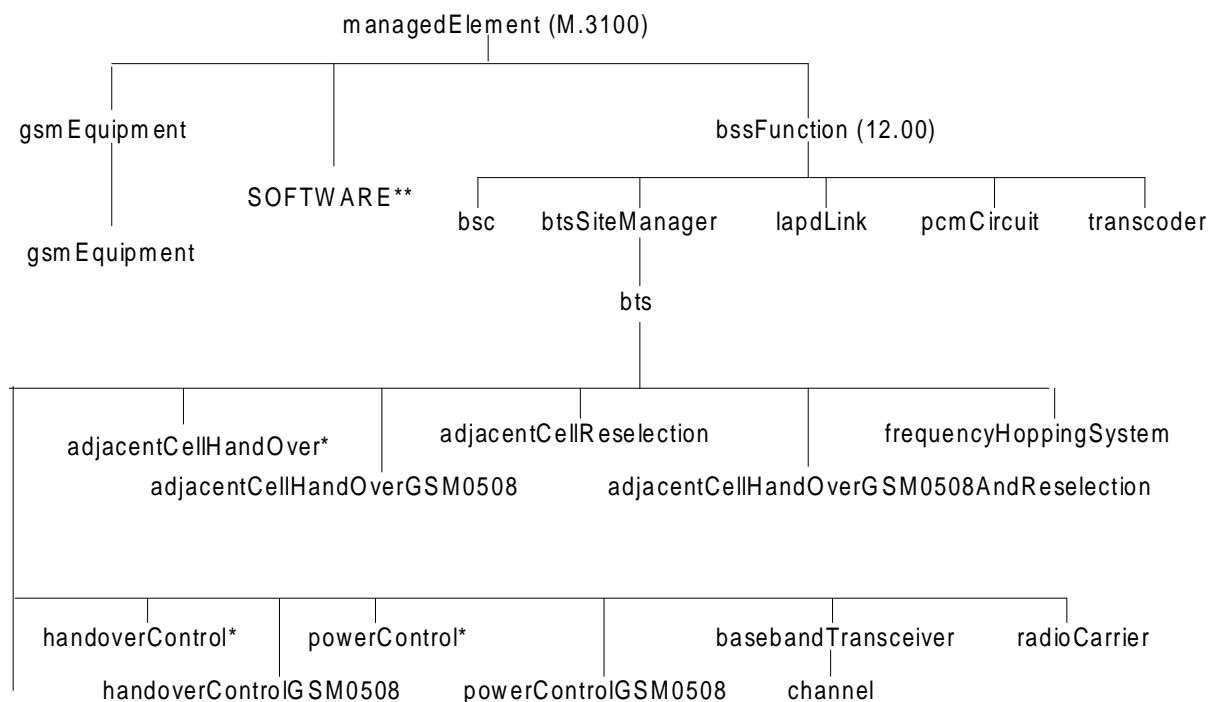 managedElement (M.3100)
gsmEquipment
bssFunction (12.00)
SOFTWARE**
bsc
btsSiteManager
lapdLink
pcmCircuit
transcoder
gsmEquipment
bts
adjacentCellHandOver*
adjacentCellReselection
frequencyHoppingSystem
adjacentCellHandOverGSM0508
adjacentCellHandOverGSM0508AndReselection
handoverControl*
powerControl*
basebandTransceiver
radioCarrier
handoverControlGSM0508
powerControlGSM0508
channel